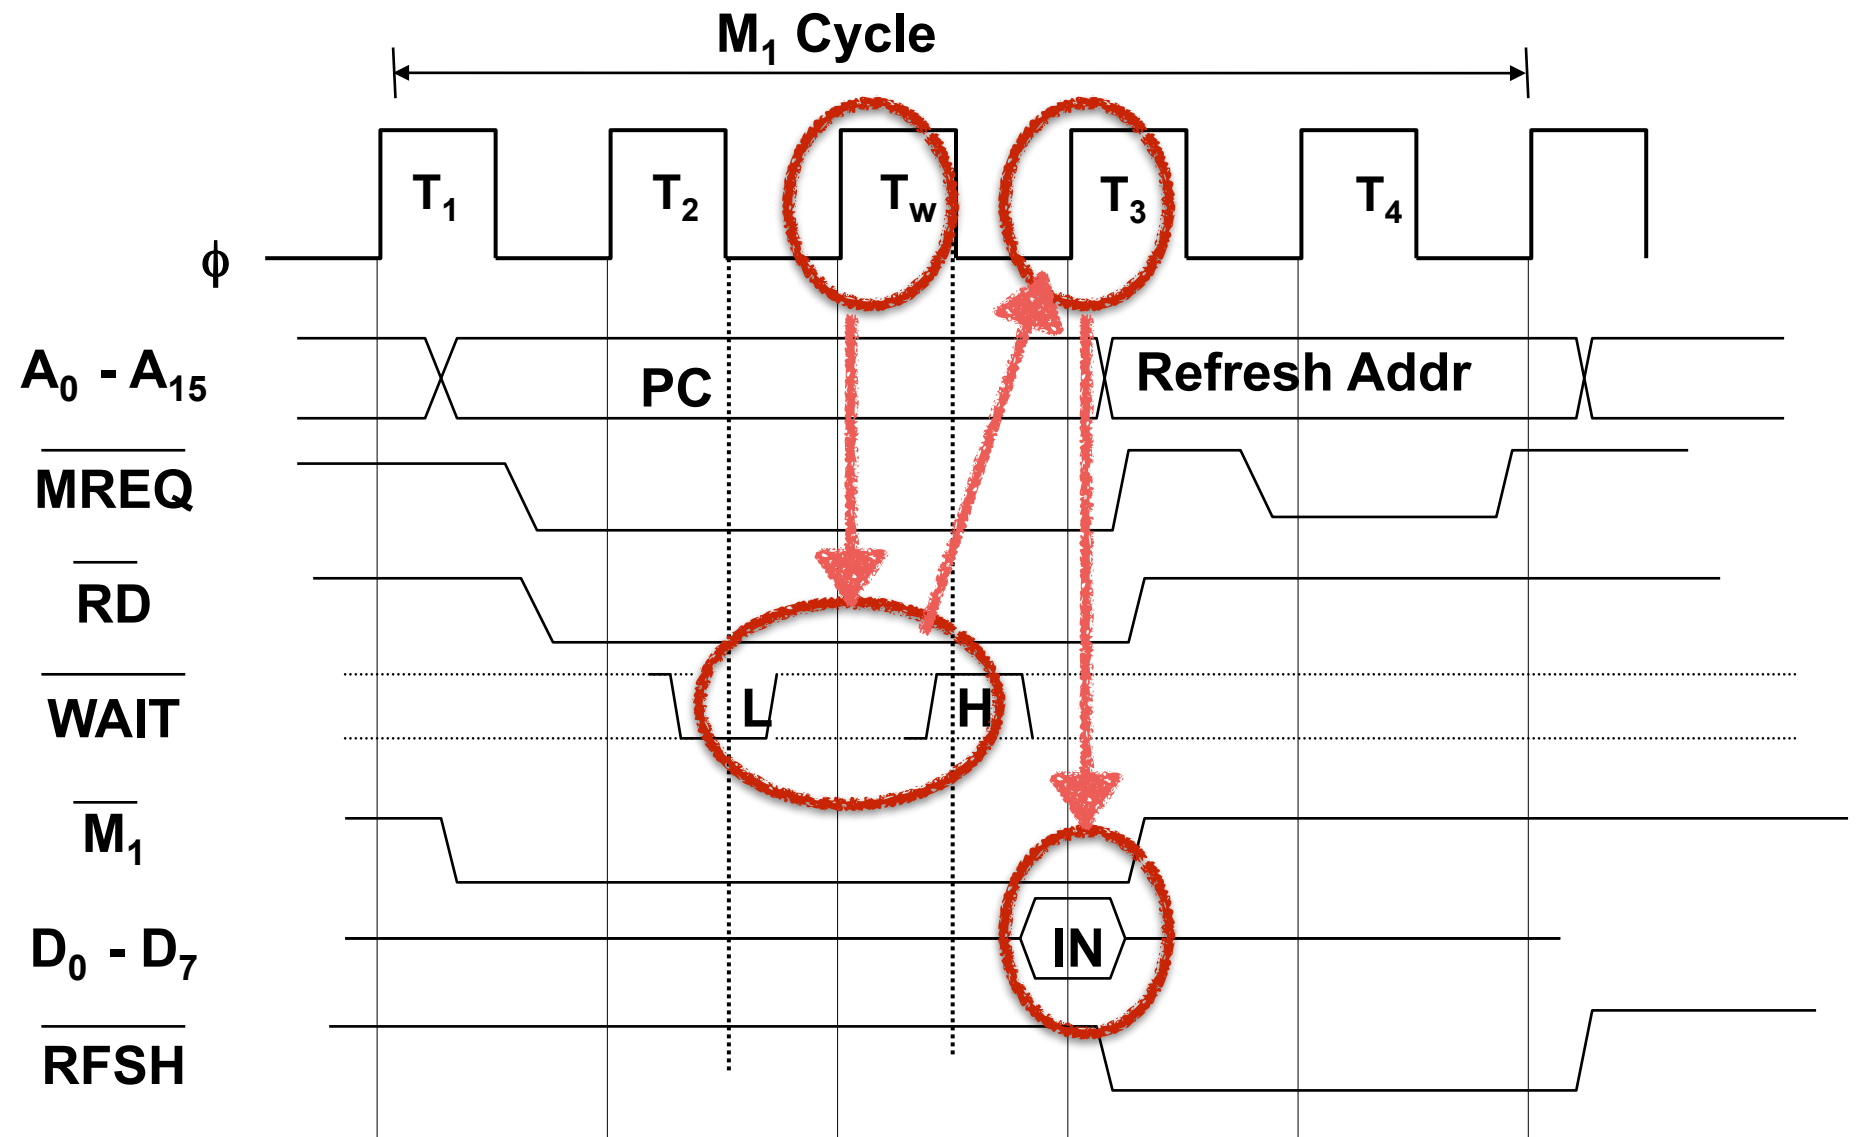 M₁ Cycle
T₁ T₂ Tw T₃ T₄
ϕ
A₀ - A₁₅ PC Refresh Addr
MREQ
RD
WAIT L H
M₁
D₀ - D₇ IN
RFSH